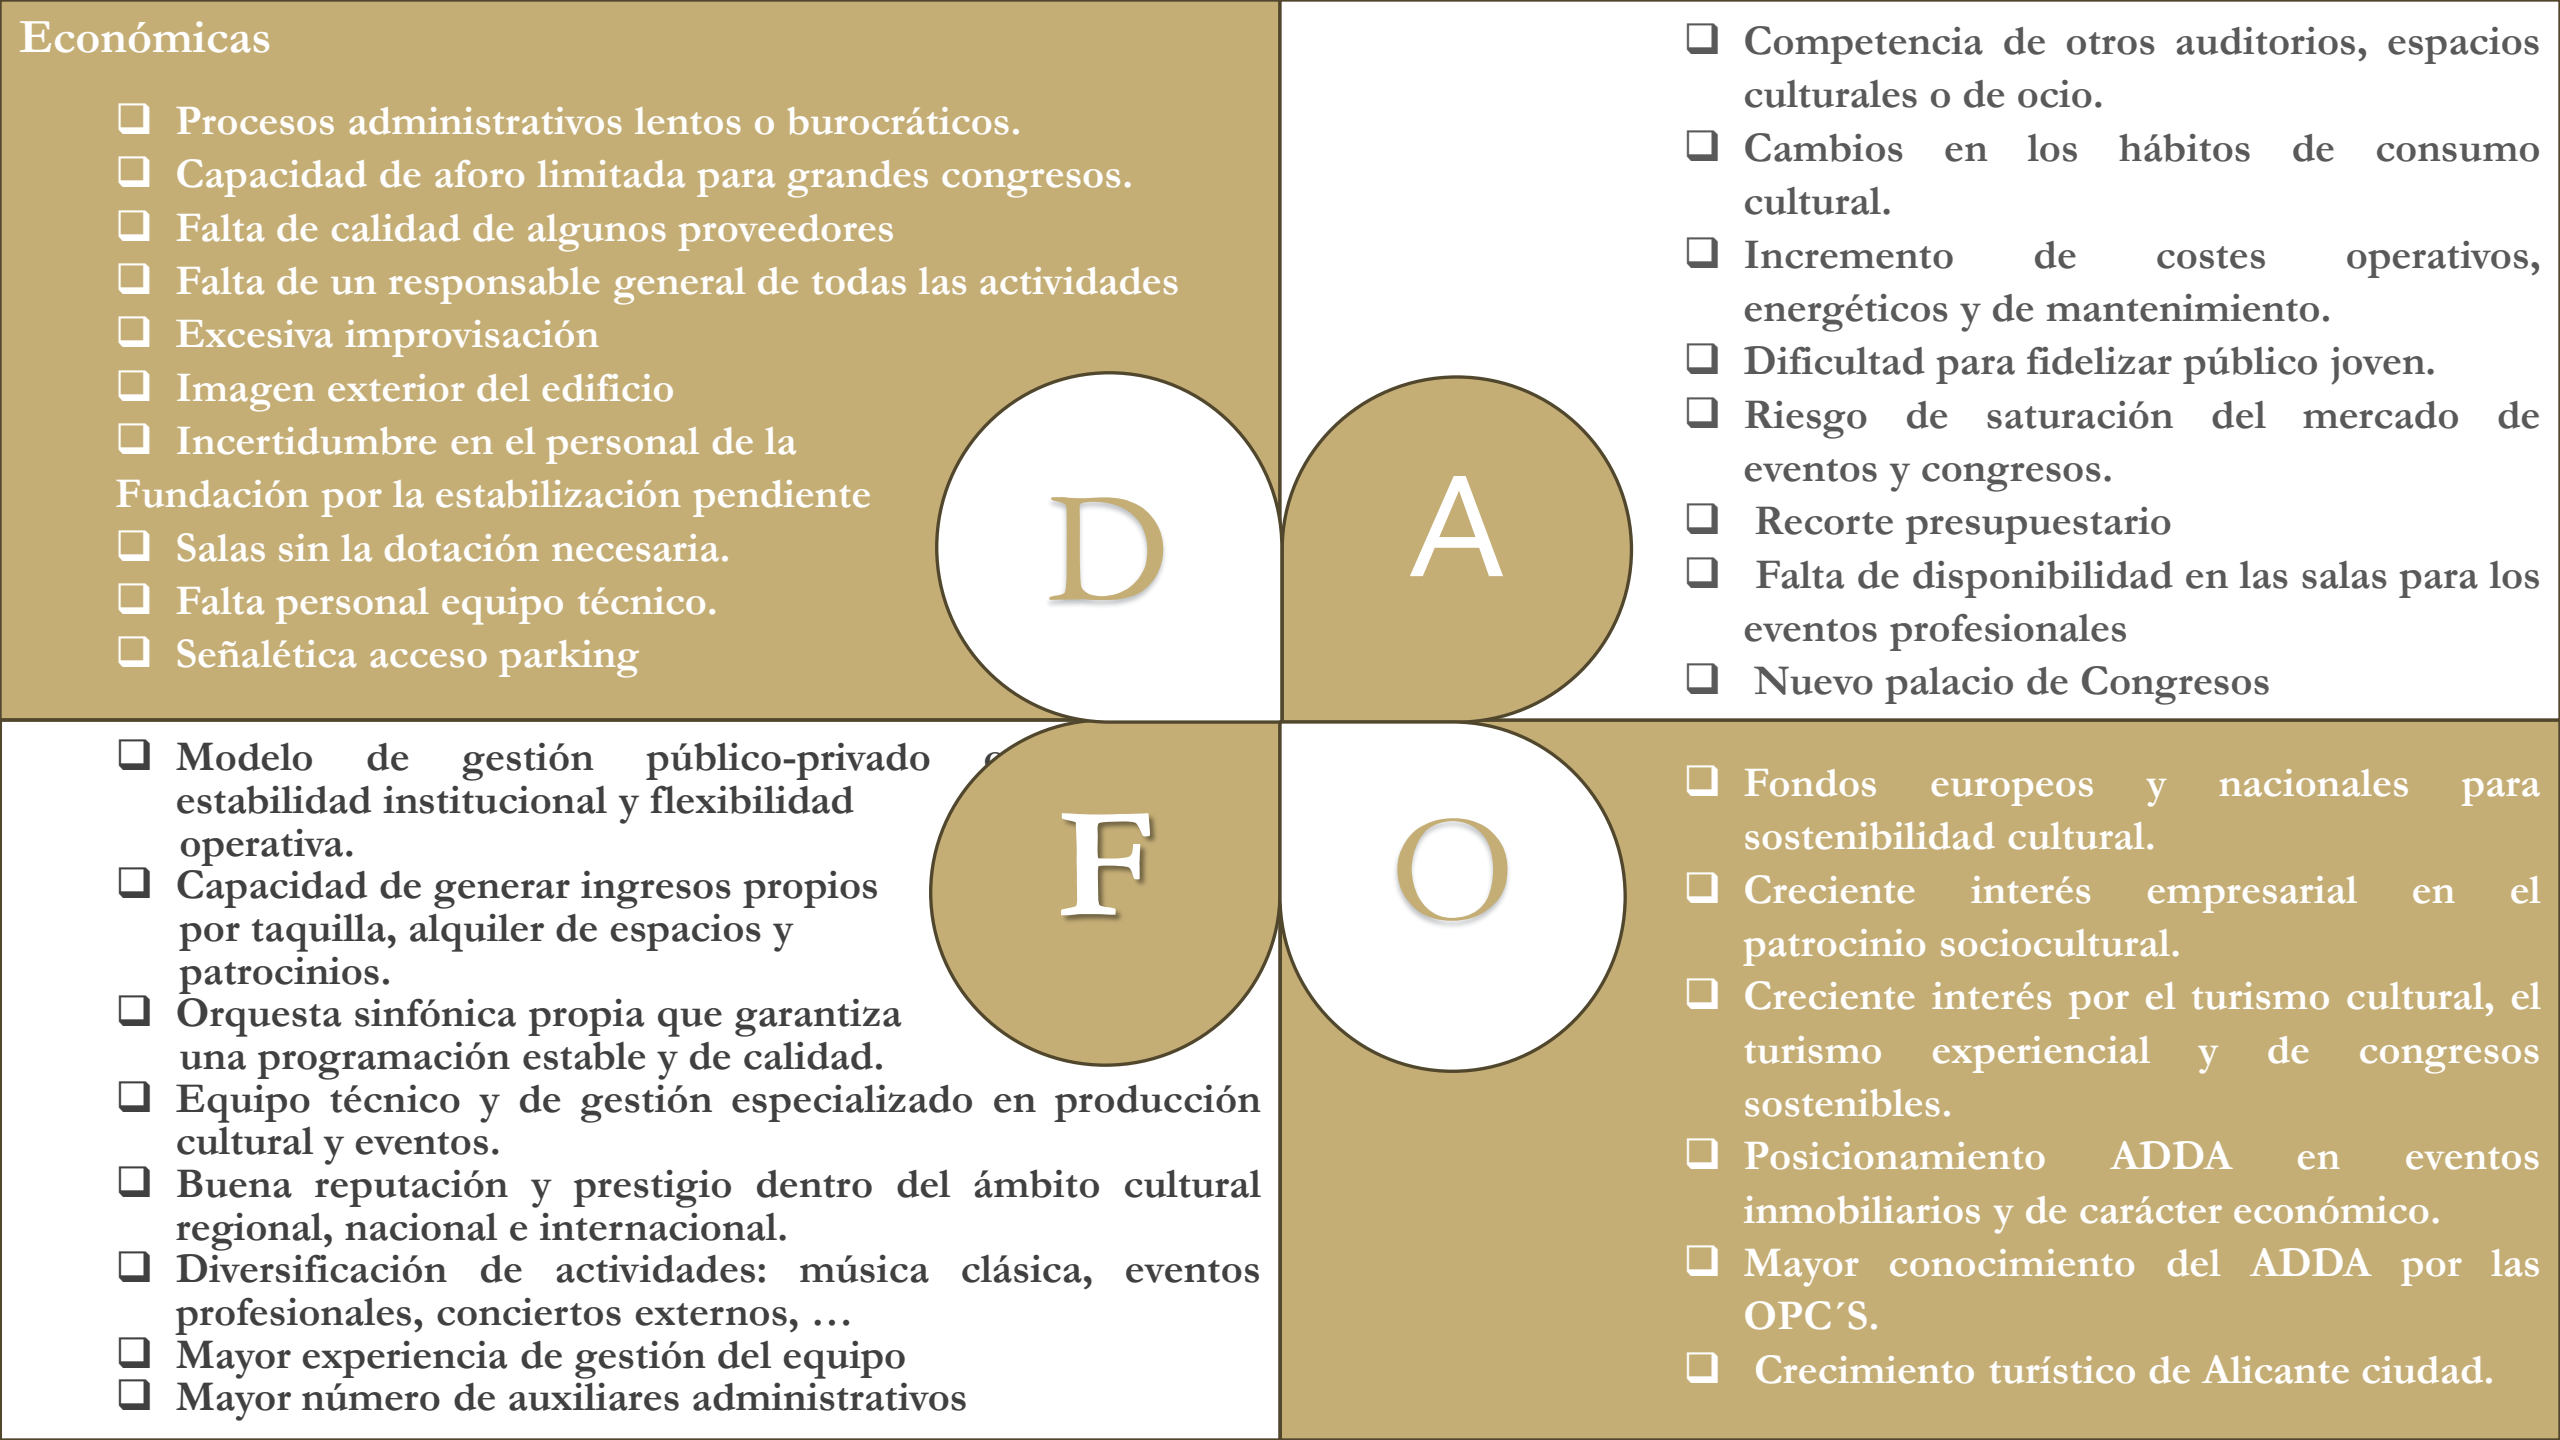 Económicas
Procesos administrativos lentos o burocráticos.
Capacidad de aforo limitada para grandes congresos.
Falta de calidad de algunos proveedores
Falta de un responsable general de todas las actividades
Excesiva improvisación
Imagen exterior del edificio
Incertidumbre en el personal de la
Fundación por la estabilización pendiente
Salas sin la dotación necesaria.
Falta personal equipo técnico.
Señalética acceso parking
D
Competencia de otros auditorios, espacios
culturales o de ocio.
Cambios en los hábitos de consumo
cultural.
Incremento de costes operativos,
energéticos y de mantenimiento.
Dificultad para fidelizar público joven.
Riesgo de saturación del mercado de
eventos y congresos.
Recorte presupuestario
Falta de disponibilidad en las salas para los
eventos profesionales
Nuevo palacio de Congresos
A
Modelo de gestión público-privado
estabilidad institucional y flexibilidad
operativa.
Capacidad de generar ingresos propios
por taquilla, alquiler de espacios y
patrocinios.
Orquesta sinfónica propia que garantiza
una programación estable y de calidad.
Equipo técnico y de gestión especializado en producción
cultural y eventos.
Buena reputación y prestigio dentro del ámbito cultural
regional, nacional e internacional.
Diversificación de actividades: música clásica, eventos
profesionales, conciertos externos, …
Mayor experiencia de gestión del equipo
Mayor número de auxiliares administrativos
F
Fondos europeos y nacionales para
sostenibilidad cultural.
Creciente interés empresarial en el
patrocinio sociocultural.
Creciente interés por el turismo cultural, el
turismo experiencial y de congresos
sostenibles.
Posicionamiento ADDA en eventos
inmobiliarios y de carácter económico.
Mayor conocimiento del ADDA por las
OPC´S.
Crecimiento turístico de Alicante ciudad.
O